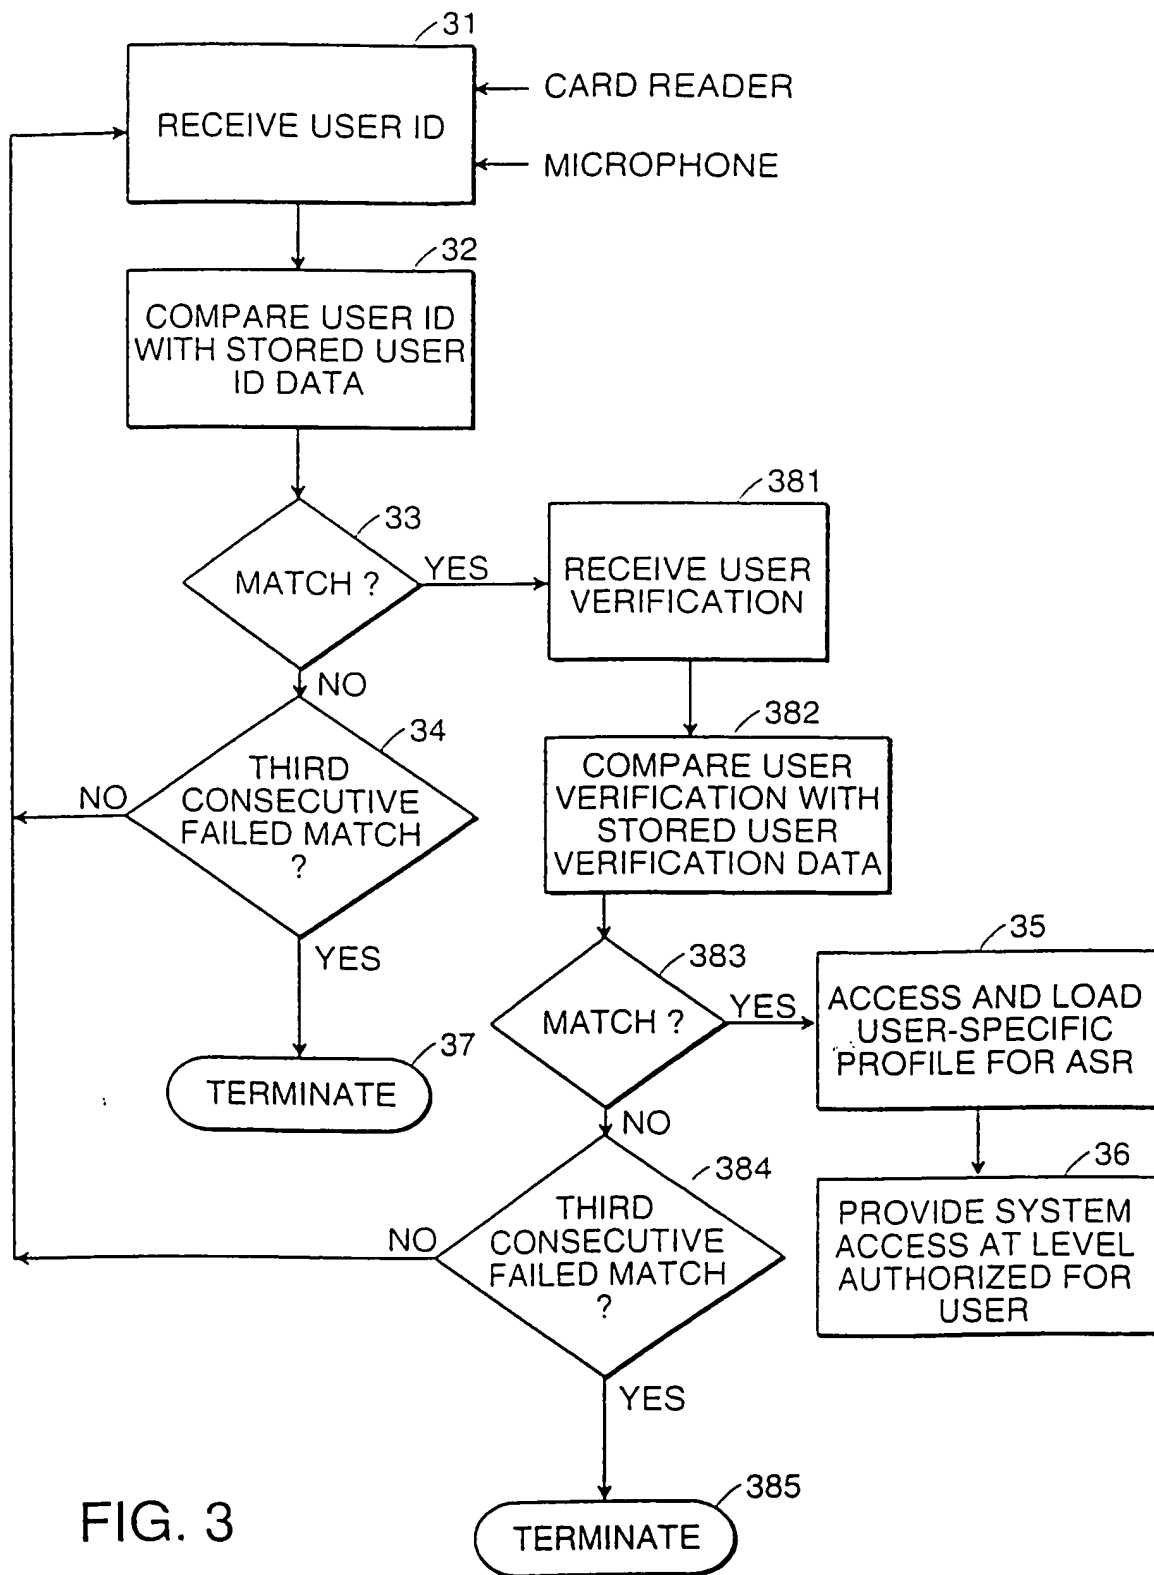 31
RECEIVE USER ID
CARD READER
MICROPHONE
32
COMPARE USER ID
WITH STORED USER
ID DATA
33
MATCH ?
YES
NO
381
RECEIVE USER
VERIFICATION
34
THIRD
CONSECUTIVE
FAILED MATCH
?
NO
YES
37
TERMINATE
382
COMPARE USER
VERIFICATION WITH
STORED USER
VERIFICATION DATA
383
MATCH ?
YES
NO
35
ACCESS AND LOAD
USER-SPECIFIC
PROFILE FOR ASR
36
PROVIDE SYSTEM
ACCESS AT LEVEL
AUTHORIZED FOR
USER
384
THIRD
CONSECUTIVE
FAILED MATCH
?
NO
YES
385
TERMINATE
FIG. 3